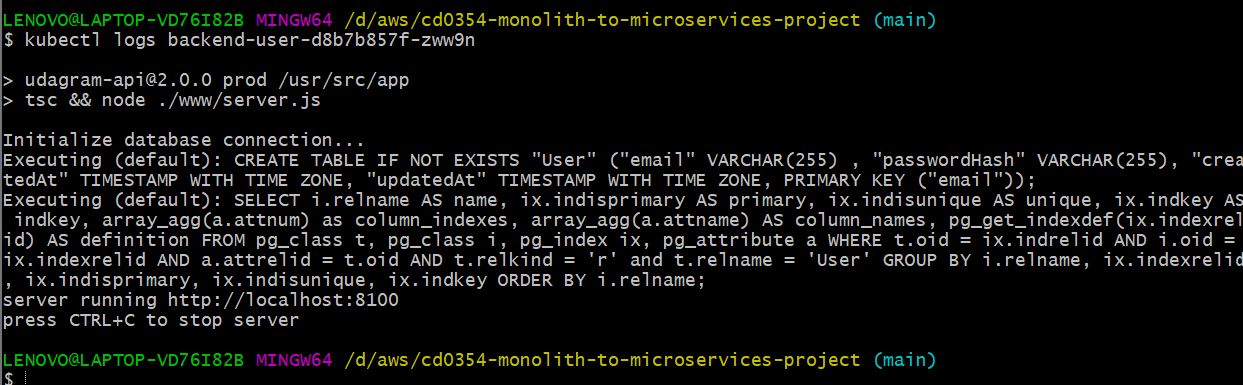 LENOVO@LAPTOP-VD76I82B MINGW64 /d/aws/cd0354-monolith-to-microservices-project (main)
$ kubectl logs backend-user-d8b7b857f-zww9n
> udagram-api@2.0.0 prod /usr/src/app
> tsc && node ./www/server.js
Initialize database connection...
Executing (default): CREATE TABLE IF NOT EXISTS "User" ("email" VARCHAR(255) , "passwordHash" VARCHAR(255), "crea
tedAt" TIMESTAMP WITH TIME ZONE, "updatedAt" TIMESTAMP WITH TIME ZONE, PRIMARY KEY ("email"));
Executing (default): SELECT i.relname AS name, ix.indisprimary AS primary, ix.indisunique AS unique, ix.indkey AS
 indkey, array_agg(a.attnum) as column_indexes, array_agg(a.attname) AS column_names, pg_get_indexdef(ix.indexrel
id) AS definition FROM pg_class t, pg_class i, pg_index ix, pg_attribute a WHERE t.oid = ix.indrelid AND i.oid =
ix.indexrelid AND a.attrelid = t.oid AND t.relkind = 'r' and t.relname = 'User' GROUP BY i.relname, ix.indexrelid
, ix.indisprimary, ix.indisunique, ix.indkey ORDER BY i.relname;
server running http://localhost:8100
press CTRL+C to stop server
LENOVO@LAPTOP-VD76I82B MINGW64 /d/aws/cd0354-monolith-to-microservices-project (main)
$